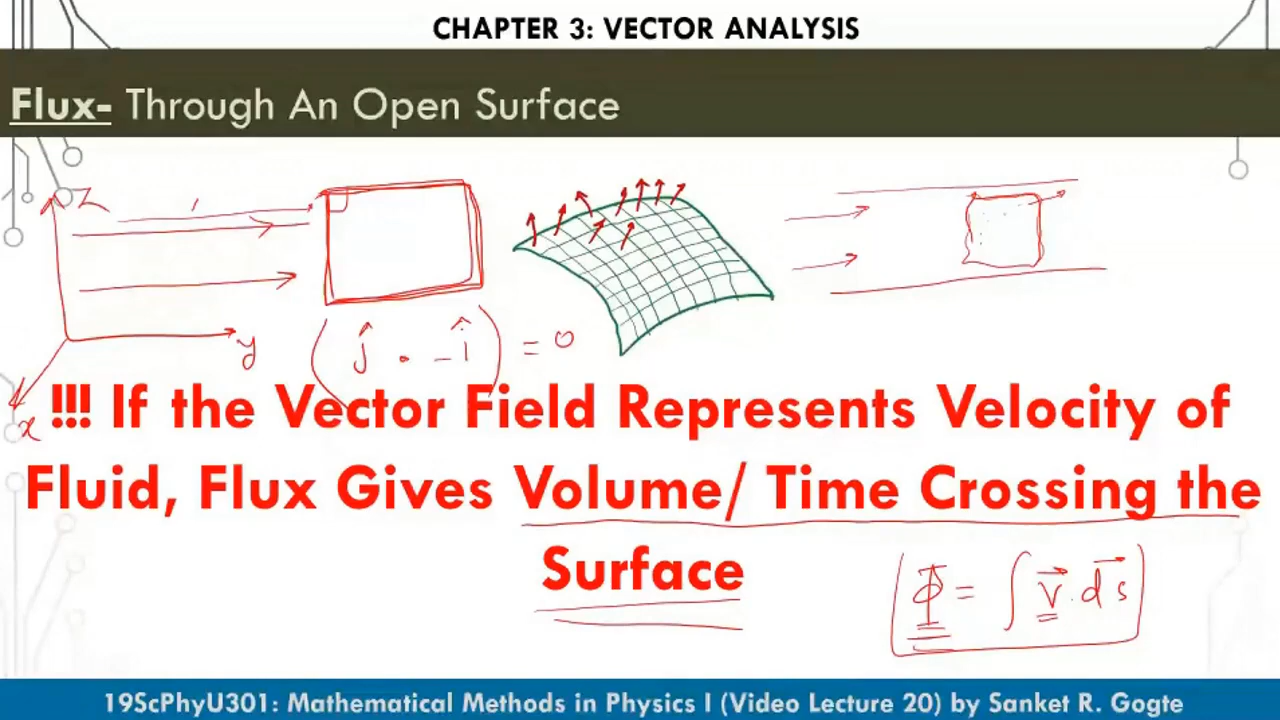 CHAPTER 3: VECTOR ANALYSIS
Flux- Through An Open Surface
z
y
x
(ĵ · -î) = 0
!!! If the Vector Field Represents Velocity of
Fluid, Flux Gives Volume/ Time Crossing the
Surface
Φ = ∫ v⃗ · ds⃗
19ScPhyU301: Mathematical Methods in Physics I (Video Lecture 20) by Sanket R. Gogte